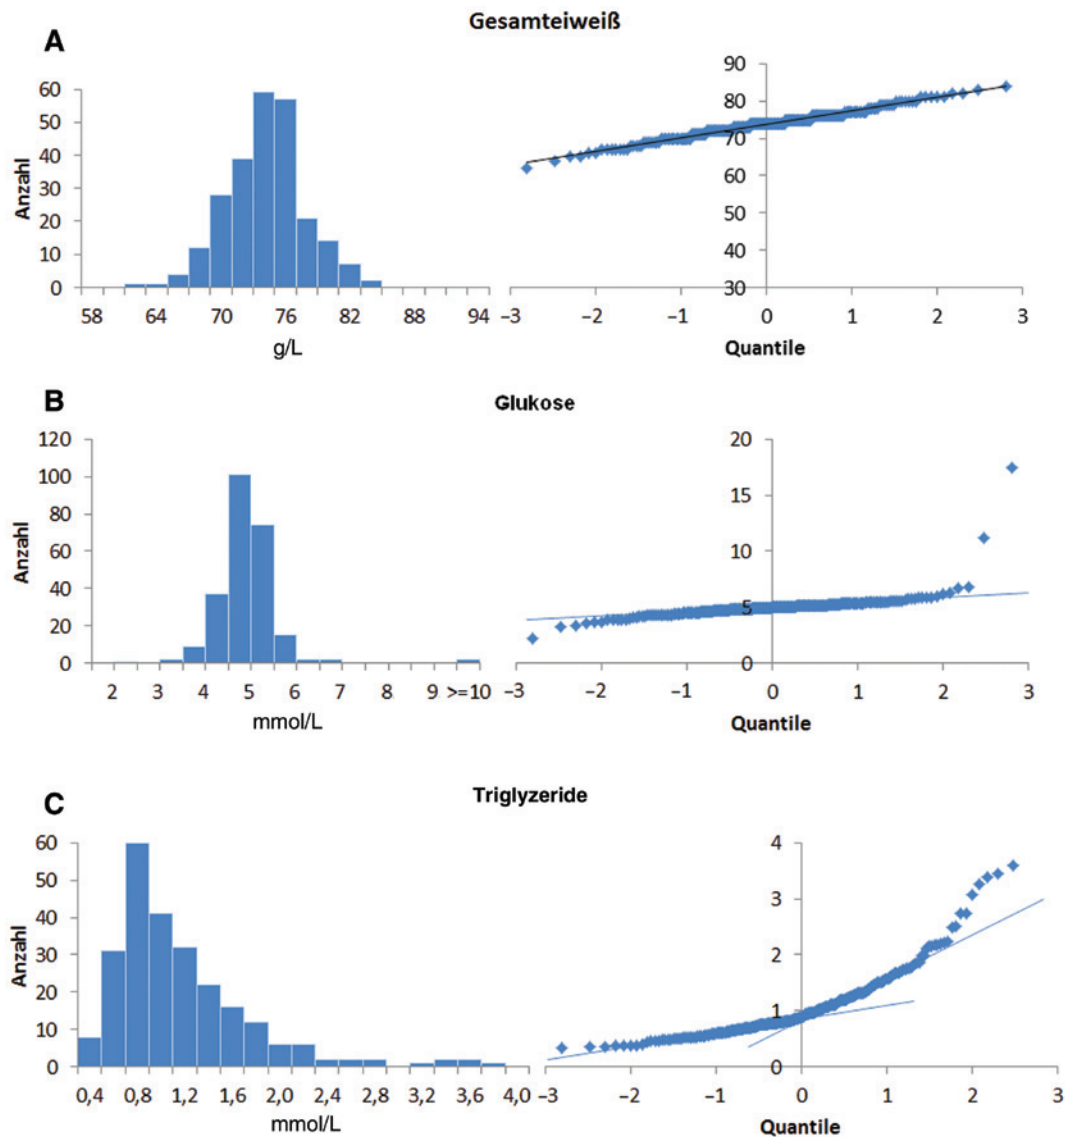 Gesamteiweiß
A
60
50
40
30
20
10
0
Anzahl
58 64 70 76 82 88 94
g/L
90
80
70
60
50
40
30
−3 −2 −1 0 1 2 3
Quantile
B
Glukose
120
100
80
60
40
20
0
Anzahl
2 3 4 5 6 7 8 9 >=10
mmol/L
20
15
10
5
0
−3 −2 −1 0 1 2 3
Quantile
C
Triglyzeride
60
50
40
30
20
10
0
Anzahl
0,4 0,8 1,2 1,6 2,0 2,4 2,8 3,2 3,6 4,0
mmol/L
4
3
2
1
0
−3 −2 −1 0 1 2 3
Quantile